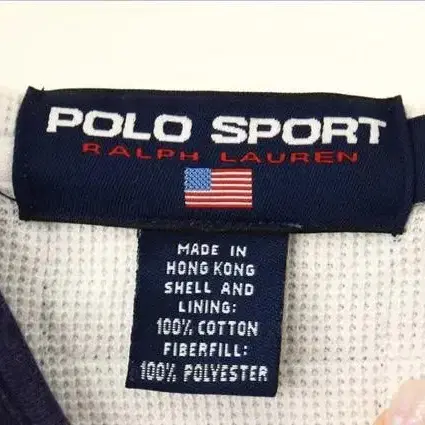 POLO SPORT
RALPH LAUREN
MADE IN
HONG KONG
SHELL AND
LINING:
100% COTTON
FIBERFILL:
100% POLYESTER